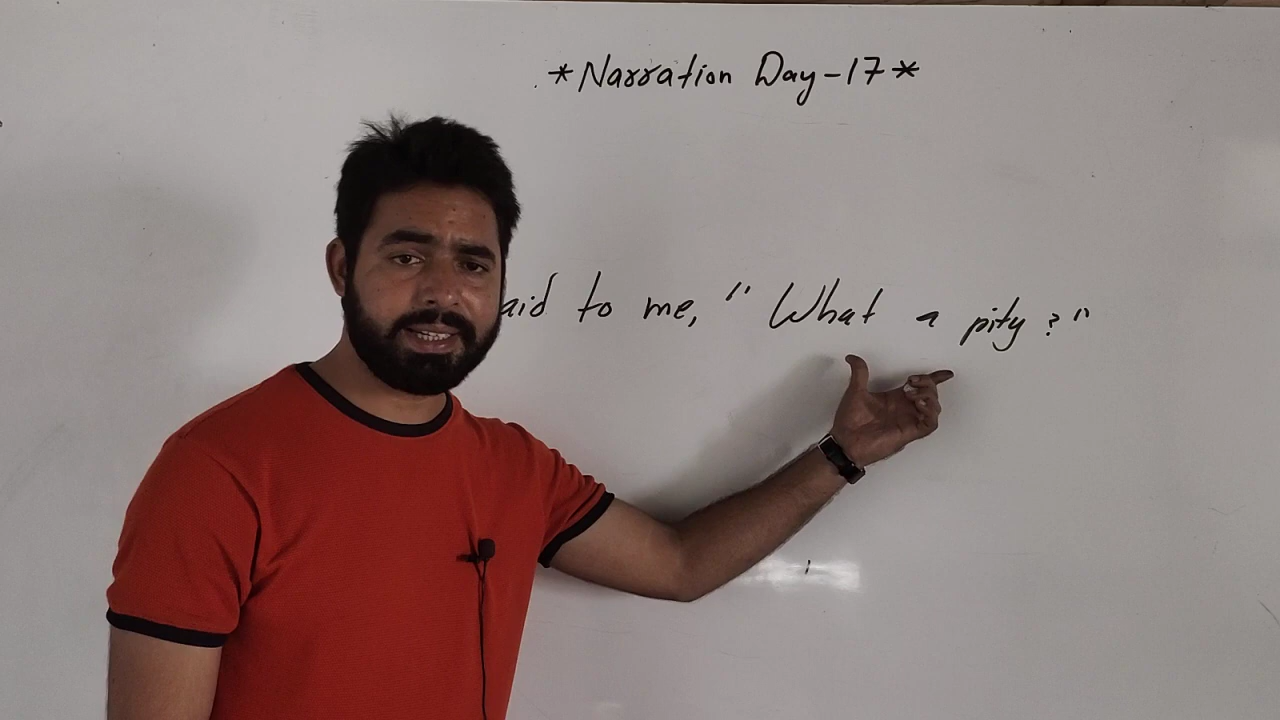 *Narration Day-17*
aid to me, "What a pity?"